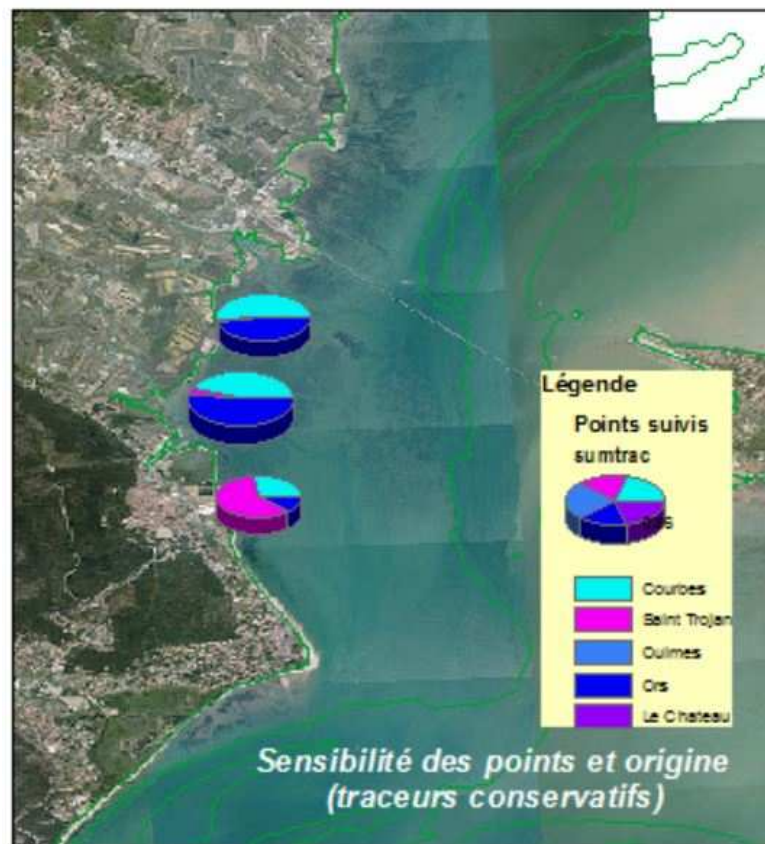 Légende
Points suivis
sumtrac
Courbes
Saint Trojan
Oulmes
Ors
Le Chateau
Sensibilité des points et origine
(traceurs conservatifs)